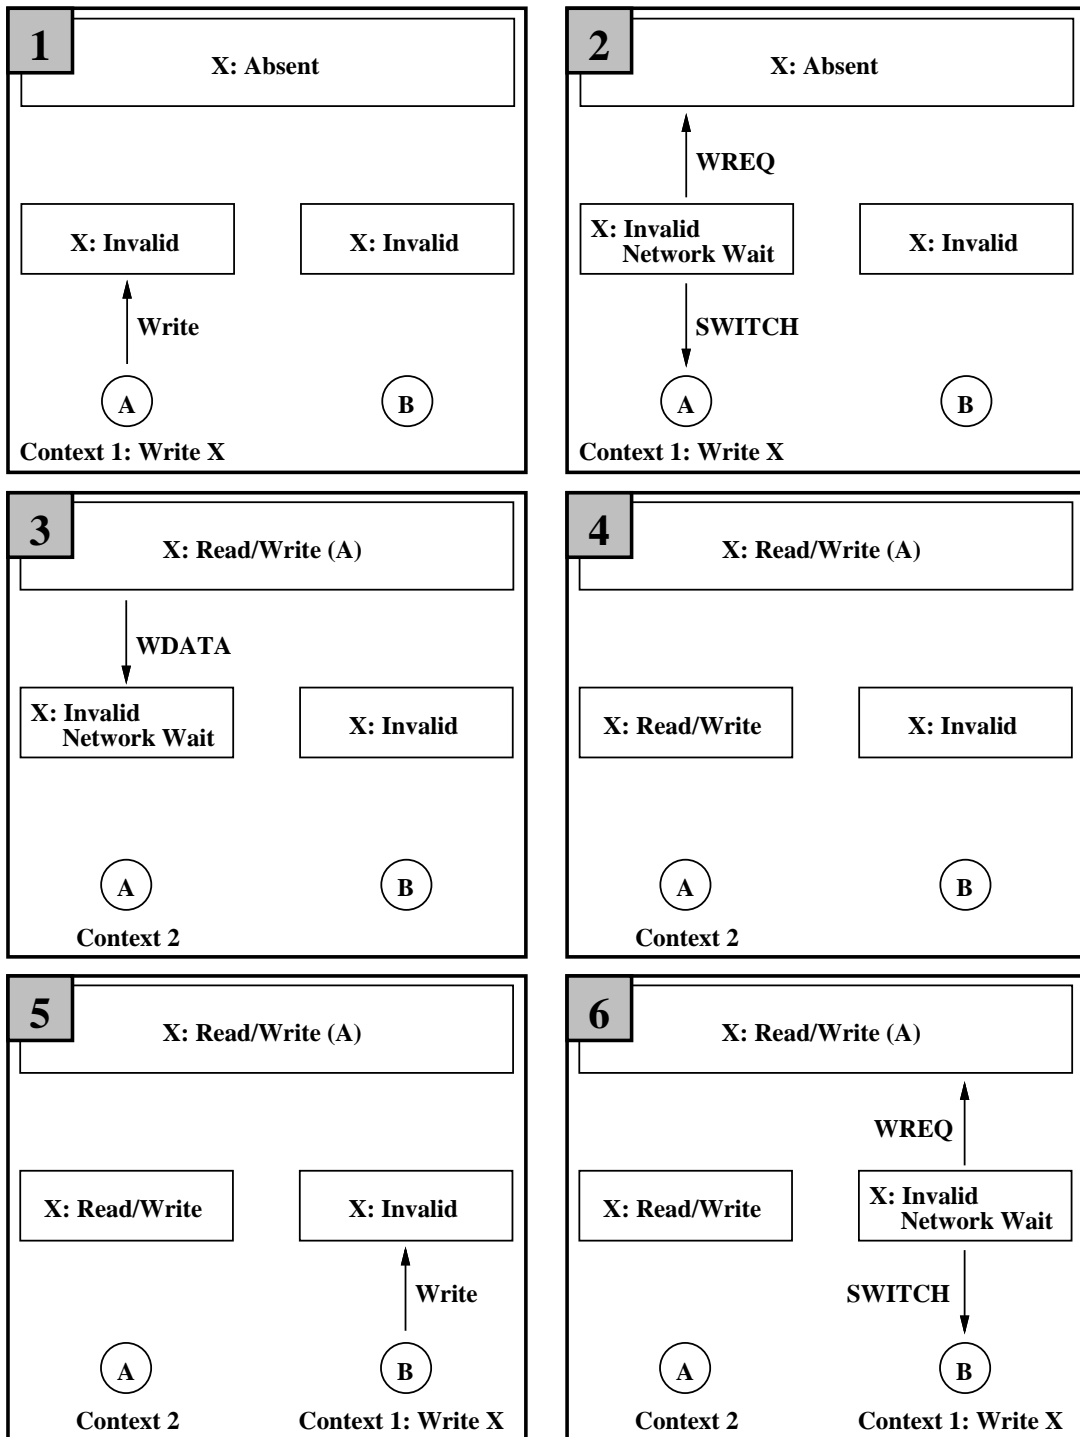 1
X: Absent
X: Invalid
X: Invalid
Write
A
B
Context 1: Write X
2
X: Absent
WREQ
X: Invalid
Network Wait
X: Invalid
SWITCH
A
B
Context 1: Write X
3
X: Read/Write (A)
WDATA
X: Invalid
Network Wait
X: Invalid
A
B
Context 2
4
X: Read/Write (A)
X: Read/Write
X: Invalid
A
B
Context 2
5
X: Read/Write (A)
X: Read/Write
X: Invalid
Write
A
B
Context 2
Context 1: Write X
6
X: Read/Write (A)
WREQ
X: Read/Write
X: Invalid
Network Wait
SWITCH
A
B
Context 2
Context 1: Write X